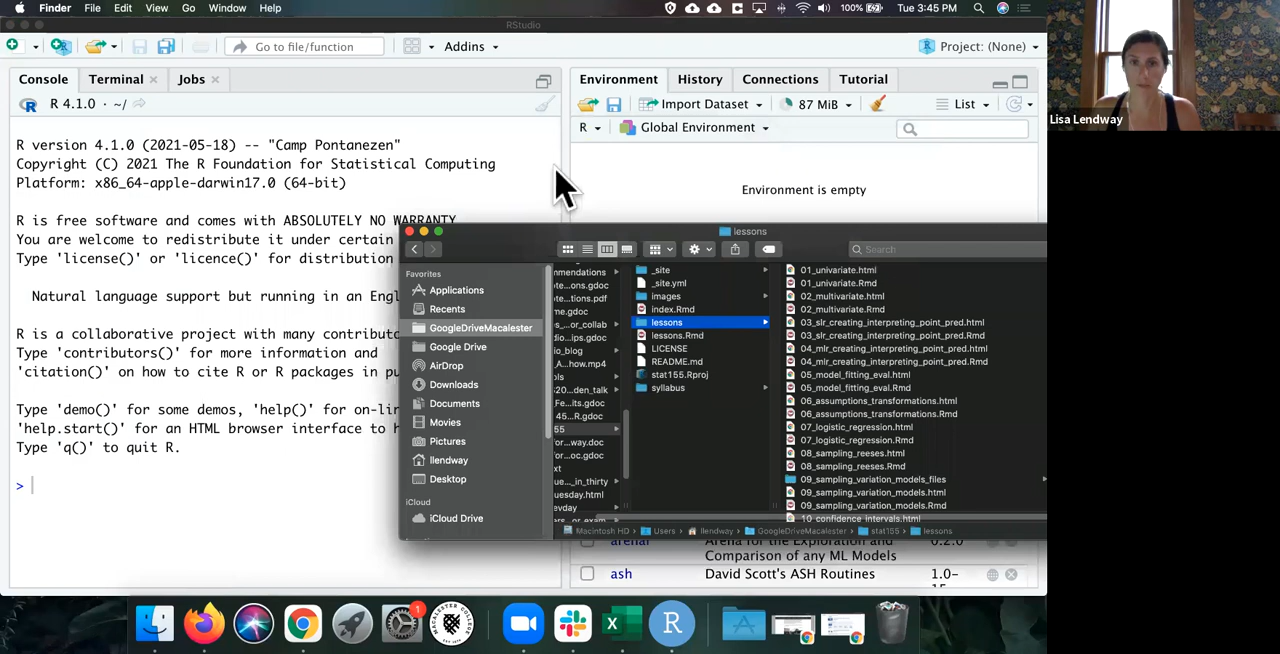 Finder File Edit View Go Window Help 100% Tue 3:45 PM
RStudio
Go to file/function Addins Project: (None)
Console Terminal Jobs
R 4.1.0 · ~/
R version 4.1.0 (2021-05-18) -- "Camp Pontanezen"
Copyright (C) 2021 The R Foundation for Statistical Computing
Platform: x86_64-apple-darwin17.0 (64-bit)
R is free software and comes with ABSOLUTELY NO WARRANTY.
You are welcome to redistribute it under certain
Type 'license()' or 'licence()' for distribution
Natural language support but running in an Eng
R is a collaborative project with many contribut
Type 'contributors()' for more information and
'citation()' on how to cite R or R packages in pu
Type 'demo()' for some demos, 'help()' for on-li
'help.start()' for an HTML browser interface to h
Type 'q()' to quit R.
>
Environment History Connections Tutorial
Import Dataset 87 MiB List
R Global Environment
Environment is empty
lessons
Search
Favorites
Applications
Recents
GoogleDriveMacalester
Google Drive
AirDrop
Downloads
Documents
Movies
Pictures
llendway
Desktop
iCloud
iCloud Drive
_site
_site.yml
images
index.Rmd
lessons
lessons.Rmd
LICENSE
README.md
stat155.Rproj
syllabus
01_univariate.html
01_univariate.Rmd
02_multivariate.html
02_multivariate.Rmd
03_slr_creating_interpreting_point_pred.html
03_slr_creating_interpreting_point_pred.Rmd
04_mlr_creating_interpreting_point_pred.html
04_mlr_creating_interpreting_point_pred.Rmd
05_model_fitting_eval.html
05_model_fitting_eval.Rmd
06_assumptions_transformations.html
06_assumptions_transformations.Rmd
07_logistic_regression.html
07_logistic_regression.Rmd
08_sampling_reeses.html
08_sampling_reeses.Rmd
09_sampling_variation_models_files
09_sampling_variation_models.html
09_sampling_variation_models.Rmd
10_confidence_intervals.html
Macintosh HD Users llendway GoogleDriveMacalester stat155 lessons
arenar Arena for the Exploration and 0.2.0
Comparison of any ML Models
ash David Scott's ASH Routines 1.0-
Lisa Lendway